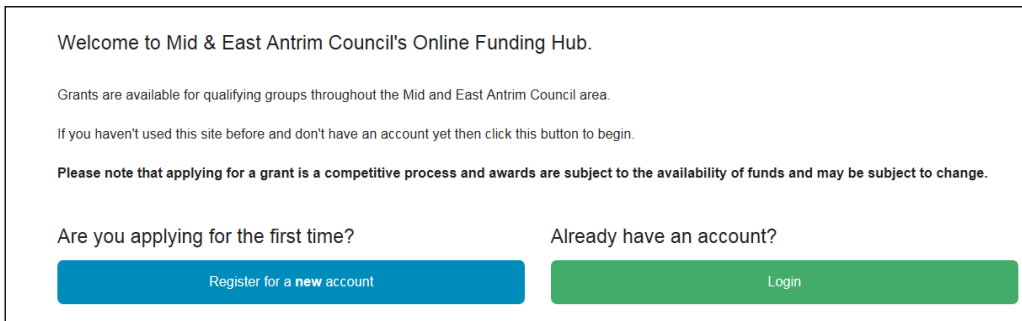 Welcome to Mid & East Antrim Council's Online Funding Hub.
Grants are available for qualifying groups throughout the Mid and East Antrim Council area.
If you haven't used this site before and don't have an account yet then click this button to begin.
Please note that applying for a grant is a competitive process and awards are subject to the availability of funds and may be subject to change.
Are you applying for the first time?
Register for a new account
Already have an account?
Login